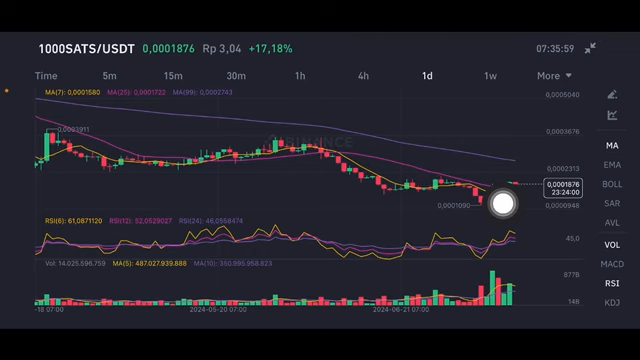 1000SATS/USDT 0,0001876 Rp 3,04 +17,18% 07:35:59
Time 5m 15m 30m 1h 4h 1d 1w More
MA(7): 0,0001580 MA(25): 0,0001722 MA(99): 0,0002743
0,0005040
0,0003911
0,0003676
BINANCE
0,0002313
0,0001876
23:24:00
0,0001090
0,0000948
RSI(6): 61,0871120 RSI(12): 52,0529027 RSI(24): 46,0558474
45,0
Vol: 14.025.596.759 MA(5): 487.027.939.888 MA(10): 350.995.958.823
877B
14B
-18 07:00 2024-05-20 07:00 2024-06-21 07:00
MA
EMA
BOLL
SAR
AVL
VOL
MACD
RSI
KDJ